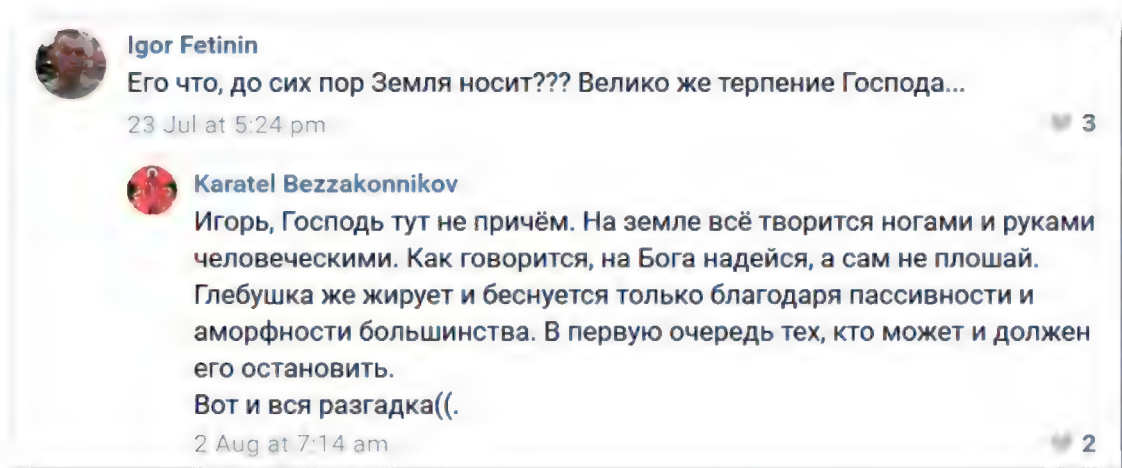 Igor Fetinin
Его что, до сих пор Земля носит??? Велико же терпение Господа...
23 Jul at 5:24 pm
3
Karatel Bezzakonnikov
Игорь, Господь тут не причём. На земле всё творится ногами и руками
человеческими. Как говорится, на Бога надейся, а сам не плошай.
Глебушка же жирует и беснуется только благодаря пассивности и
аморфности большинства. В первую очередь тех, кто может и должен
его остановить.
Вот и вся разгадка((.
2 Aug at 7:14 am
2